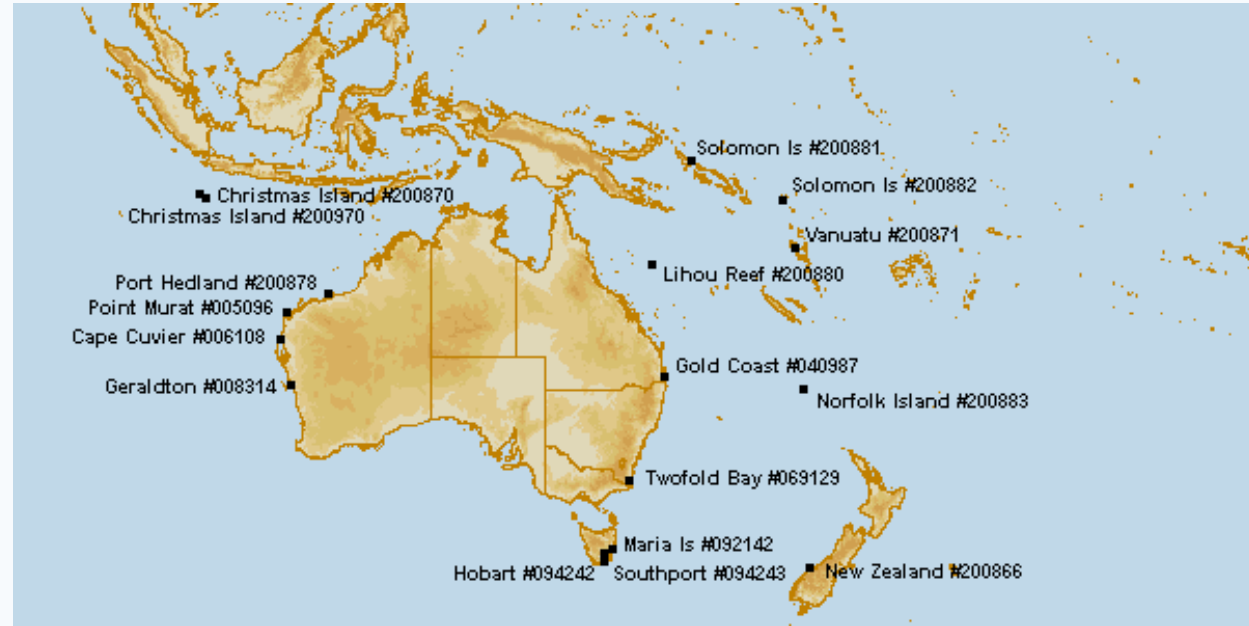 Solomon Is #200881
Solomon Is #200882
Christmas Island #200870
Christmas Island #200970
Vanuatu #200871
Lihou Reef #200880
Port Hedland #200878
Point Murat #005096
Cape Cuvier #006108
Gold Coast #040987
Geraldton #008314
Norfolk Island #200883
Twofold Bay #069129
Maria Is #092142
Hobart #094242
Southport #094243
New Zealand #200866